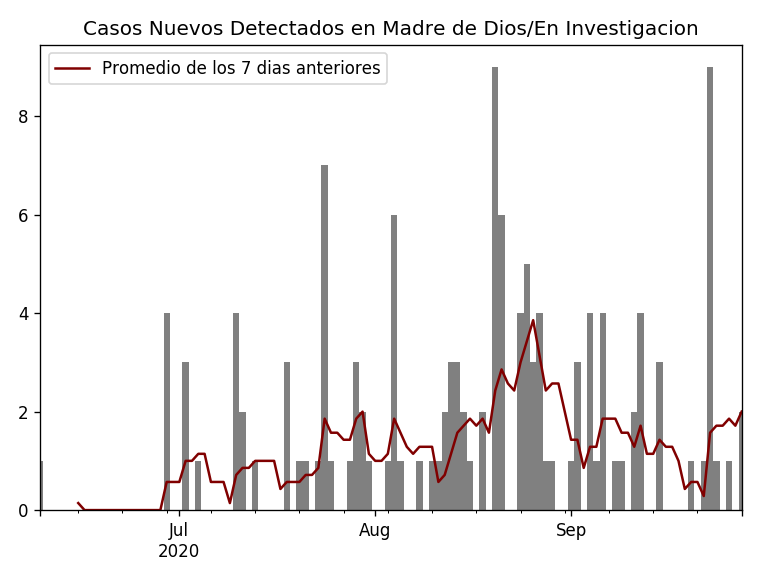 Casos Nuevos Detectados en Madre de Dios/En Investigacion
Promedio de los 7 dias anteriores
8
6
4
2
0
Jul
2020
Aug
Sep